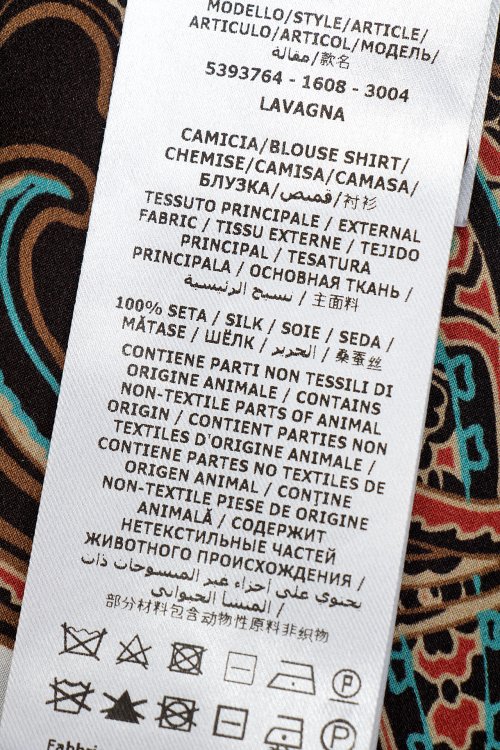 MODELLO/STYLE/ARTICLE/
ARTICULO/ARTICOL/МОДЕЛЬ/
مقالة/款名
5393764 - 1608 - 3004
LAVAGNA
CAMICIA/BLOUSE SHIRT/
CHEMISE/CAMISA/CAMASA/
БЛУЗКА/قميص/衬衫
TESSUTO PRINCIPALE / EXTERNAL
FABRIC / TISSU EXTERNE / TEJIDO
PRINCIPAL / TESATURA
PRINCIPALA / ОСНОВНАЯ ТКАНЬ /
نسيج الرئيسية / 主面料
100% SETA / SILK / SOIE / SEDA /
MĂTASE / ШЁЛК / الحرير / 桑蚕丝
CONTIENE PARTI NON TESSILI DI
ORIGINE ANIMALE / CONTAINS
NON-TEXTILE PARTS OF ANIMAL
ORIGIN / CONTIENT PARTIES NON
TEXTILES D'ORIGINE ANIMALE /
CONTIENE PARTES NO TEXTILES DE
ORIGEN ANIMAL / CONȚINE
NON-TEXTILE PIESE DE ORIGINE
ANIMALĂ / СОДЕРЖИТ
НЕТЕКСТИЛЬНЫЕ ЧАСТЕЙ
ЖИВОТНОГО ПРОИСХОЖДЕНИЯ /
يحتوي على أجزاء غير المنسوجات ذات
المنشأ الحيواني /
部分材料包含动物性原料非织物
P
P